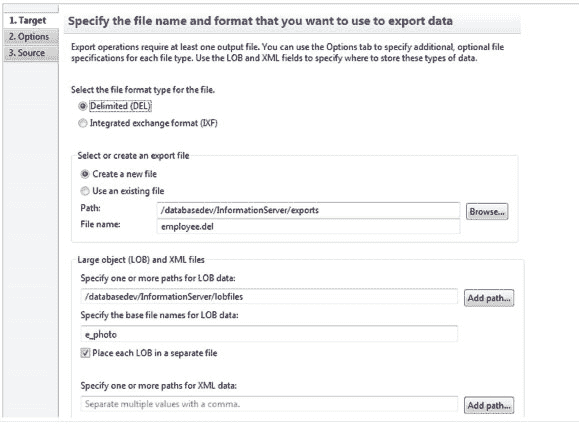 1. Target
2. Options
3. Source
Specify the file name and format that you want to use to export data
Export operations require at least one output file. You can use the Options tab to specify additional, optional file
specifications for each file type. Use the LOB and XML fields to specify where to store these types of data.
Select the file format type for the file.
Delimited (DEL)
Integrated exchange format (IXF)
Select or create an export file
Create a new file
Use an existing file
Path:
/databasedev/InformationServer/exports
Browse...
File name:
employee.del
Large object (LOB) and XML files
Specify one or more paths for LOB data:
/databasedev/InformationServer/lobfiles
Add path...
Specify the base file names for LOB data:
e_photo
Place each LOB in a separate file
Specify one or more paths for XML data:
Separate multiple values with a comma.
Add path...